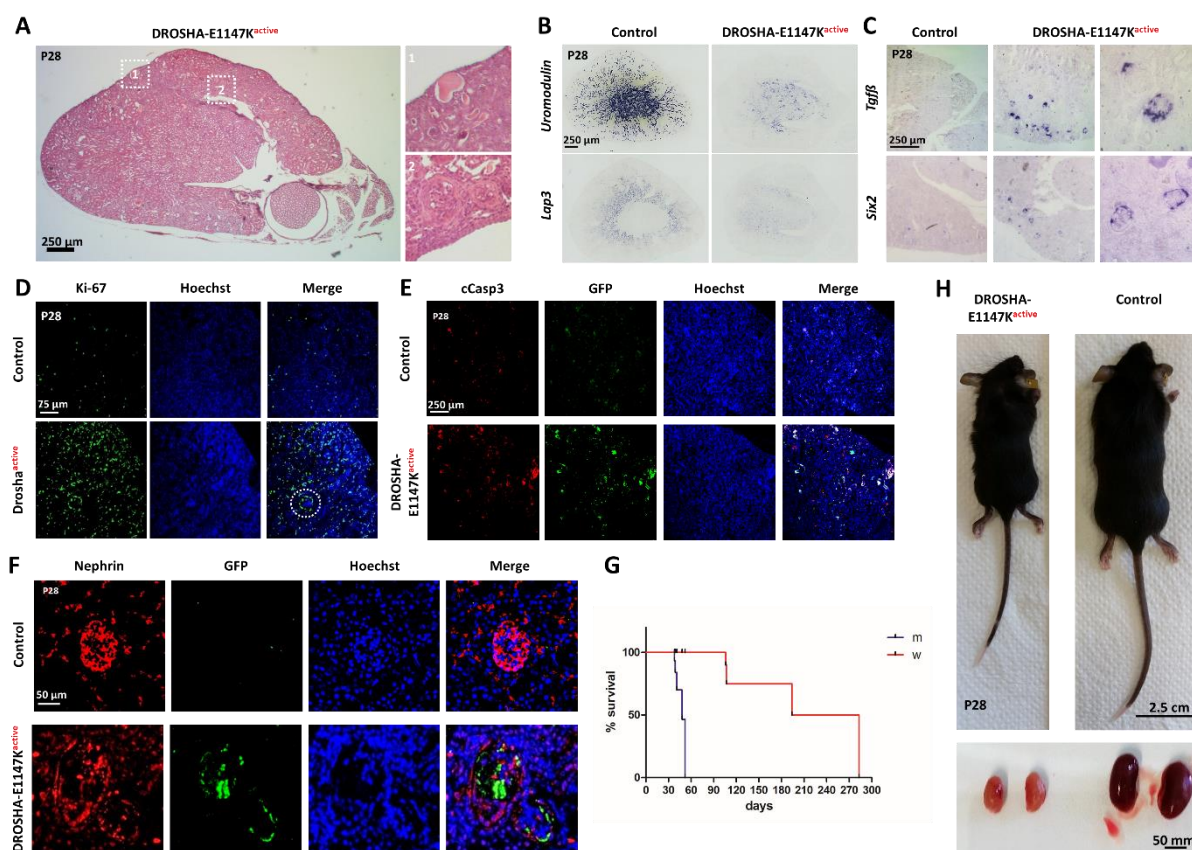 A
DROSHA-E1147Kactive
P28
1
2
250 µm
1
2
B
Control
DROSHA-E1147Kactive
Uromodulin
P28
250 µm
Lap3
C
Control
DROSHA-E1147Kactive
Tgfß
P28
250 µm
Six2
D
Ki-67
Hoechst
Merge
Control
P28
75 µm
Droshaactive
E
cCasp3
GFP
Hoechst
Merge
Control
P28
250 µm
DROSHA-
E1147Kactive
F
Nephrin
GFP
Hoechst
Merge
Control
P28
50 µm
DROSHA-E1147Kactive
G
% survival
100
50
0
0
30
60
90
120
150
180
210
240
270
300
days
m
w
H
DROSHA-
E1147Kactive
Control
P28
2.5 cm
50 mm